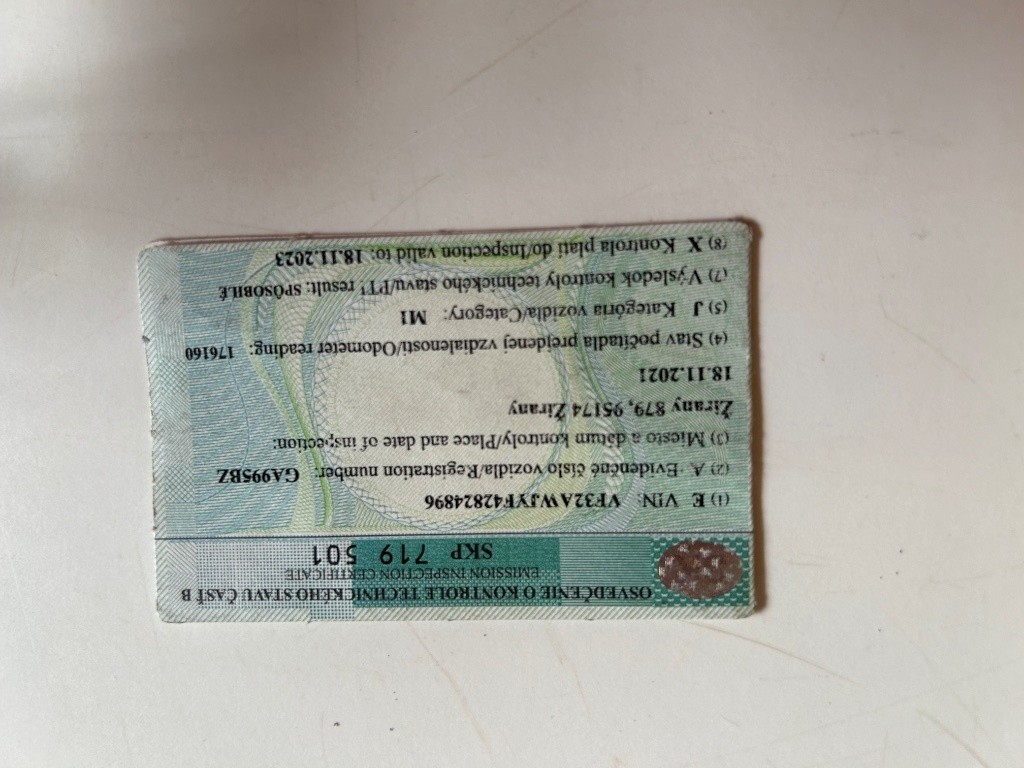 OSVEDČENIE O KONTROLE TECHNICKÉHO STAVU ČASŤ B
EMISSION INSPECTION CERTIFICATE
SKP 719 501
(1) E VIN: VF32AWJYF42824896
(2) A Evidenčné číslo vozidla/Registration number: GA995BZ
(3) Miesto a dátum kontroly/Place and date of inspection:
Žirany 879, 95174 Žirany
18.11.2021
(4) Stav počítadla prejdenej vzdialenosti/Odometer reading: 176160
(5) J Kategória vozidla/Category: M1
(7) Výsledok kontroly technického stavu/PTI result: SPÔSOBILÉ
(8) X Kontrola platí do/Inspection valid to: 18.11.2023